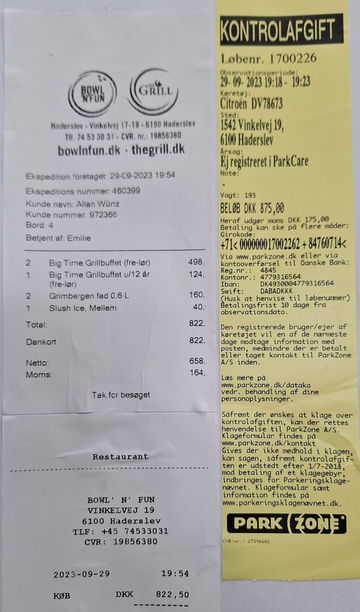 BOWL
N'FUN
THE
GRILL
Haderslev - Vinkelvej 17-19 - 6100 Haderslev
Tlf. 74 53 30 31 - CVR. nr.: 19856380
bowlnfun.dk · thegrill.dk
Ekspedition foretaget: 29-09-2023 19:54
Ekspeditions nummer: 460399
Kunde navn: Allan Würtz
Kunde nummer: 972366
Bord: 4
Betjent af: Emilie
2 Big Time Grillbuffet (fre-lør) 498,
1 Big Time Grillbuffet u/12 år 124,
(fre-lør)
2 Grimbergen fad 0.6 L 160,
1 Slush Ice, Mellem 40,
Total: 822,
Dankort 822,
Netto: 658,
Moms: 164,
Tak for besøget
Restaurant
BOWL' N' FUN
VINKELVEJ 19
6100 Haderslev
TLF: +45 74533031
CVR: 19856380
2023-09-29 19:54
KØB DKK 822,50
KONTROLAFGIFT
Løbenr. 1700226
Observationsperiode:
29-09-2023 19:18 - 19:23
Køretøj:
Citroën DV78673
Sted:
1542 Vinkelvej 19,
6100 Haderslev
Årsag:
Ej registreret i ParkCare
Note:
.
Vagt: 193
BELØB DKK 875,00
Heraf udgør moms DKK 175,00
Betaling kan ske på flere måder:
Girokode:
+71< 0000000017002262 + 84760714<
Via www.parkzone.dk eller via
kontooverførsel til Danske Bank:
Reg.nr.: 4845
Kontonr.: 4779316564
Iban: DK4930004779316564
Swift: DABADKKK
(Husk at henvise til løbenummer)
Betalingsfrist 10 dage fra
observationsdato.
Den registrerede bruger/ejer af
køretøjet vil en af de nærmeste
dage modtage information med
posten, medmindre der er betalt
eller taget kontakt til ParkZone
A/S inden.
Læs mere på
www.parkzone.dk/dataka
vedr. behandling af dine
personoplysninger.
Såfremt der ønskes at klage over
kontrolafgiften, kan der rettes
henvendelse til ParkZone A/S.
Klageformular findes på
www.parkzone.dk/kontakt
Gives der ikke medhold i klagen,
kan sagen, såfremt kontrolafgif-
ten er udstedt efter 1/7-2018,
mod betaling af et klagegebyr,
indbringes for Parkeringsklage-
nævnet. Klageformular samt
information findes på
www.parkeringsklagenævnet.dk.
PARK ZONE
CVR-nr.: 27396682